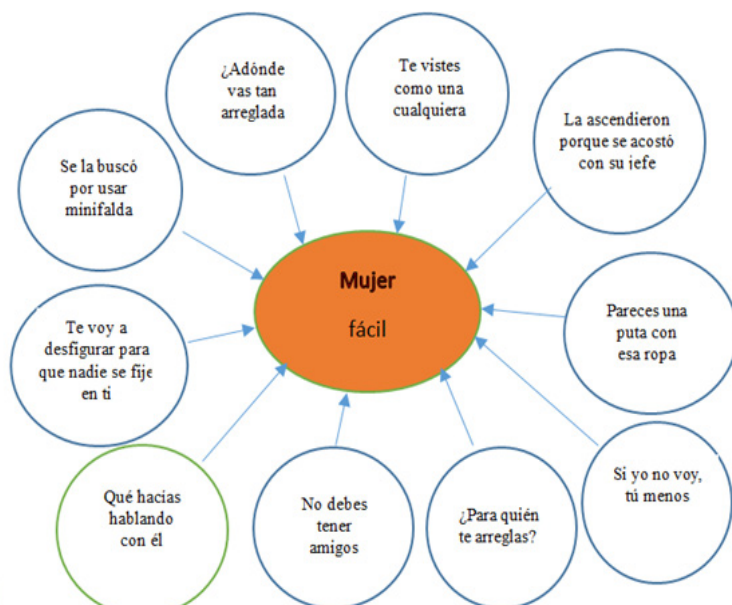 ¿Adónde
vas tan
arreglada
Te vistes
como una
cualquiera
La ascendieron
porque se acostó
con su jefe
Se la buscó
por usar
minifalda
Mujer
fácil
Pareces una
puta con
esa ropa
Te voy a
desfigurar para
que nadie se fije
en ti
Si yo no voy,
tú menos
Qué hacías
hablando
con él
No debes
tener
amigos
¿Para quién
te arreglas?